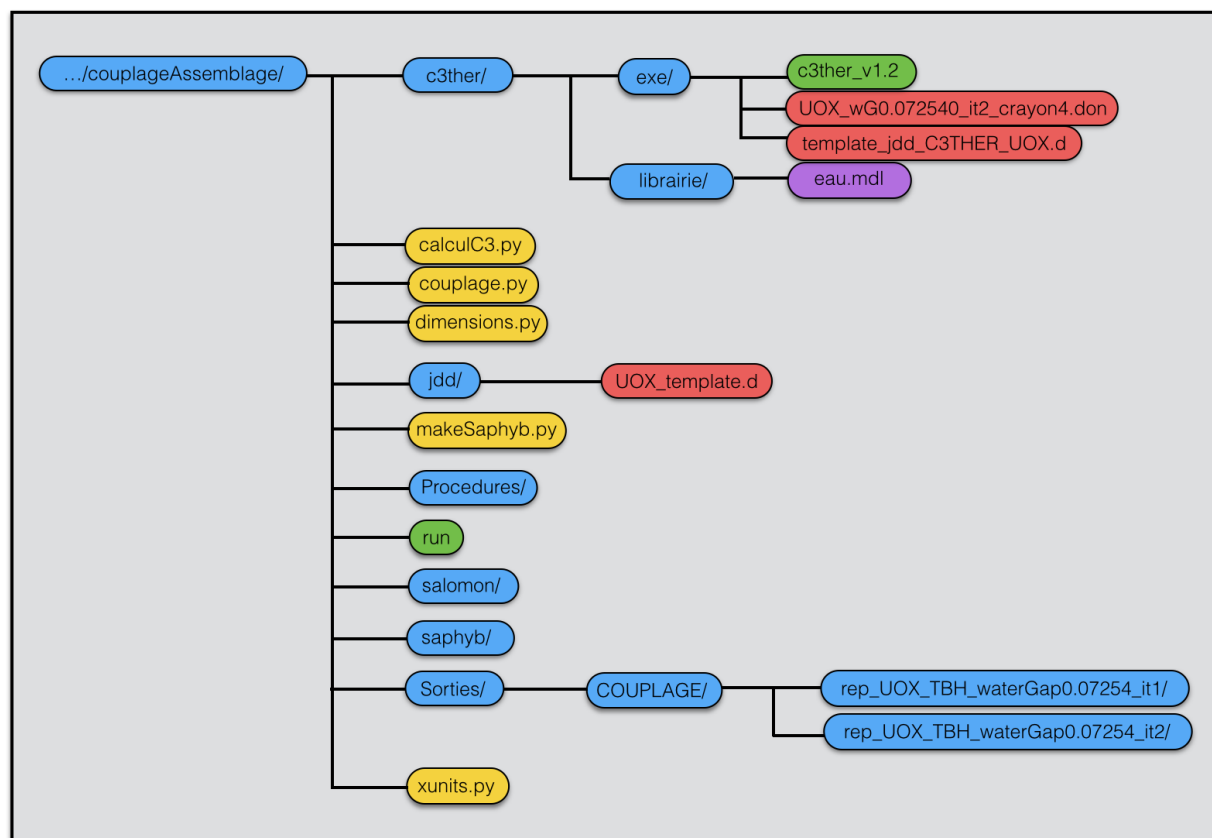 …/couplageAssemblage/
c3ther/
exe/
c3ther_v1.2
UOX_wG0.072540_it2_crayon4.don
template_jdd_C3THER_UOX.d
librairie/
eau.mdl
calculC3.py
couplage.py
dimensions.py
jdd/
UOX_template.d
makeSaphyb.py
Procedures/
run
salomon/
saphyb/
Sorties/
COUPLAGE/
rep_UOX_TBH_waterGap0.07254_it1/
rep_UOX_TBH_waterGap0.07254_it2/
xunits.py